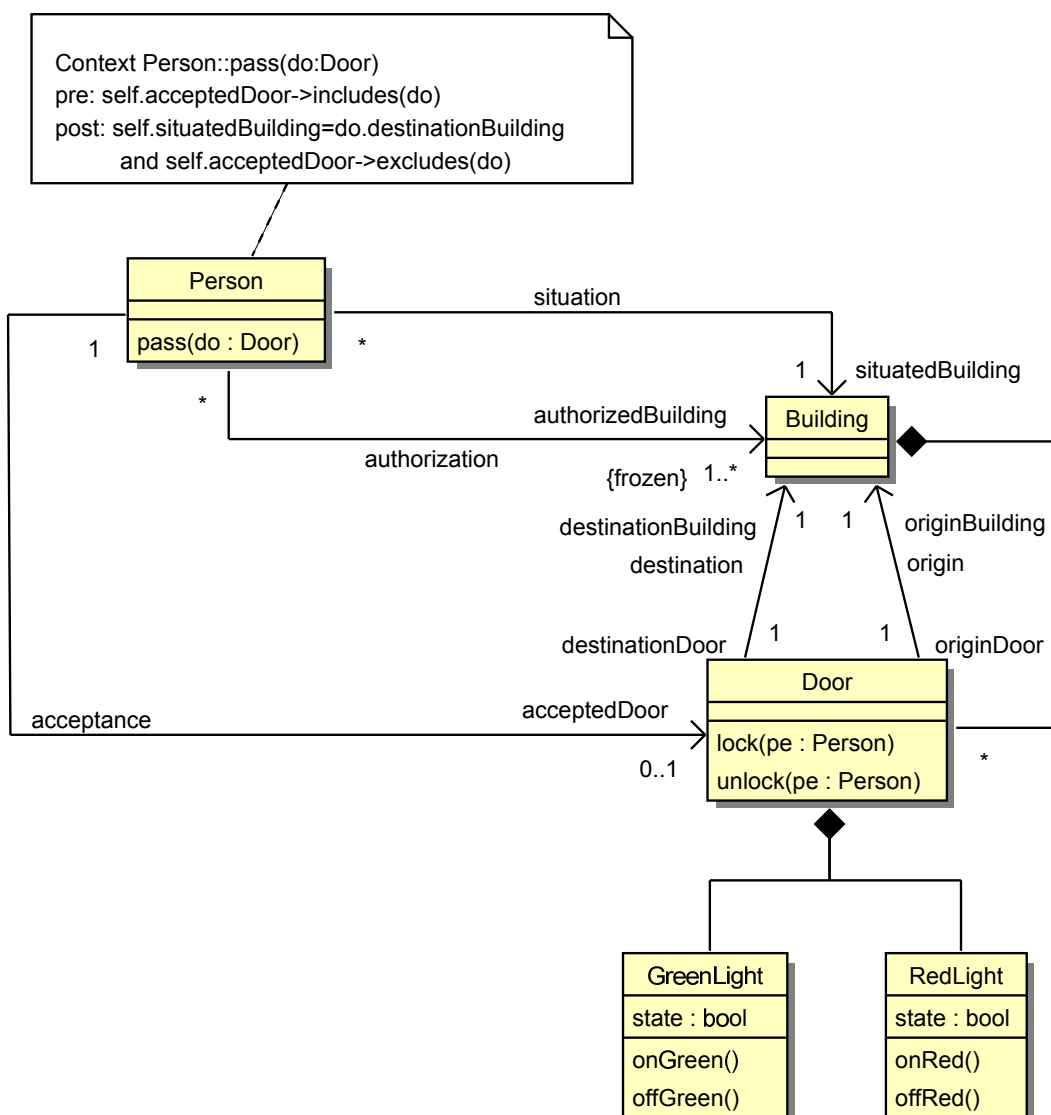 Context Person::pass(do:Door)
pre: self.acceptedDoor->includes(do)
post: self.situatedBuilding=do.destinationBuilding
and self.acceptedDoor->excludes(do)
Person
pass(do : Door)
situation
1
*
1
situatedBuilding
*
authorizedBuilding
Building
authorization
{frozen}
1..*
destinationBuilding
1
1
originBuilding
destination
origin
destinationDoor
1
1
originDoor
Door
acceptance
acceptedDoor
lock(pe : Person)
0..1
*
unlock(pe : Person)
GreenLight
RedLight
state : bool
state : bool
onGreen()
onRed()
offGreen()
offRed()